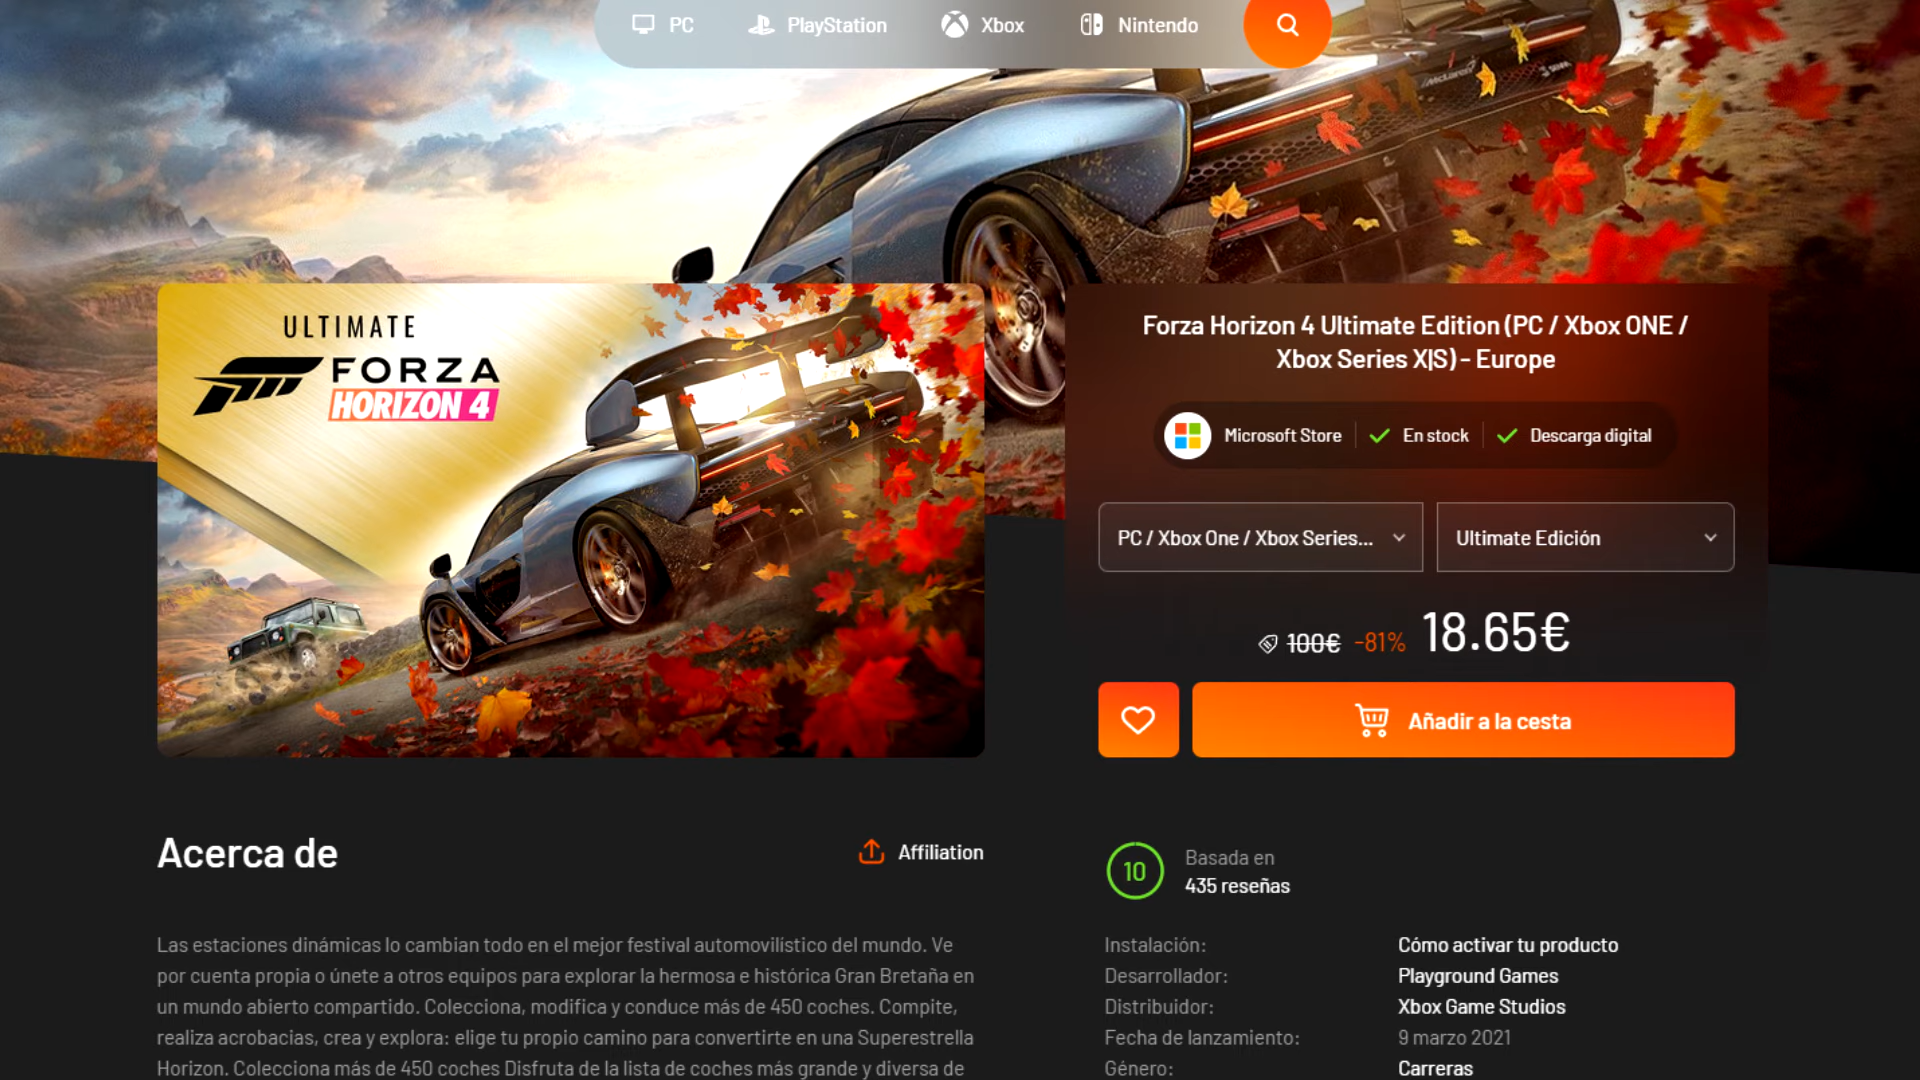 PC
PlayStation
Xbox
Nintendo
McLaren
ULTIMATE
FORZA
HORIZON 4
Forza Horizon 4 Ultimate Edition (PC / Xbox ONE /
Xbox Series X|S) - Europe
Microsoft Store
En stock
Descarga digital
PC / Xbox One / Xbox Series...
Ultimate Edición
100€ -81% 18.65€
Añadir a la cesta
Acerca de
Affiliation
Las estaciones dinámicas lo cambian todo en el mejor festival automovilístico del mundo. Ve
por cuenta propia o únete a otros equipos para explorar la hermosa e histórica Gran Bretaña en
un mundo abierto compartido. Colecciona, modifica y conduce más de 450 coches. Compite,
realiza acrobacias, crea y explora: elige tu propio camino para convertirte en una Superestrella
Horizon. Colecciona más de 450 coches Disfruta de la lista de coches más grande y diversa de
10
Basada en
435 reseñas
Instalación: Cómo activar tu producto
Desarrollador: Playground Games
Distribuidor: Xbox Game Studios
Fecha de lanzamiento: 9 marzo 2021
Género: Carreras